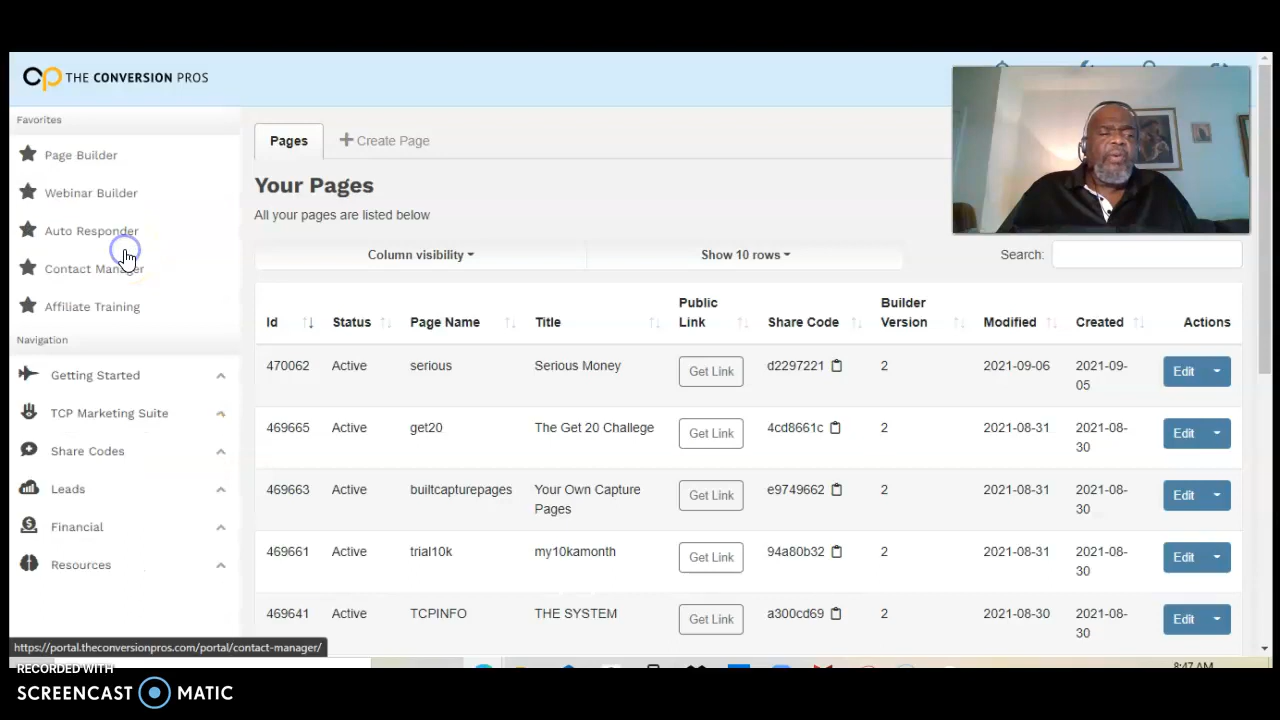 THE CONVERSION PROS
Favorites
Page Builder
Webinar Builder
Auto Responder
Contact Manager
Affiliate Training
Navigation
Getting Started
TCP Marketing Suite
Share Codes
Leads
Financial
Resources
Pages
+ Create Page
Your Pages
All your pages are listed below
Column visibility
Show 10 rows
Search:
Id Status Page Name Title Public Link Share Code Builder Version Modified Created Actions
470062 Active serious Serious Money Get Link d2297221 2 2021-09-06 2021-09-05 Edit
469665 Active get20 The Get 20 Challege Get Link 4cd8661c 2 2021-08-31 2021-08-30 Edit
469663 Active builtcapturepages Your Own Capture Pages Get Link e9749662 2 2021-08-31 2021-08-30 Edit
469661 Active trial10k my10kamonth Get Link 94a80b32 2 2021-08-31 2021-08-30 Edit
469641 Active TCPINFO THE SYSTEM Get Link a300cd69 2 2021-08-30 2021-08-30 Edit
https://portal.theconversionpros.com/portal/contact-manager/
8:47 AM
RECORDED WITH
SCREENCAST MATIC